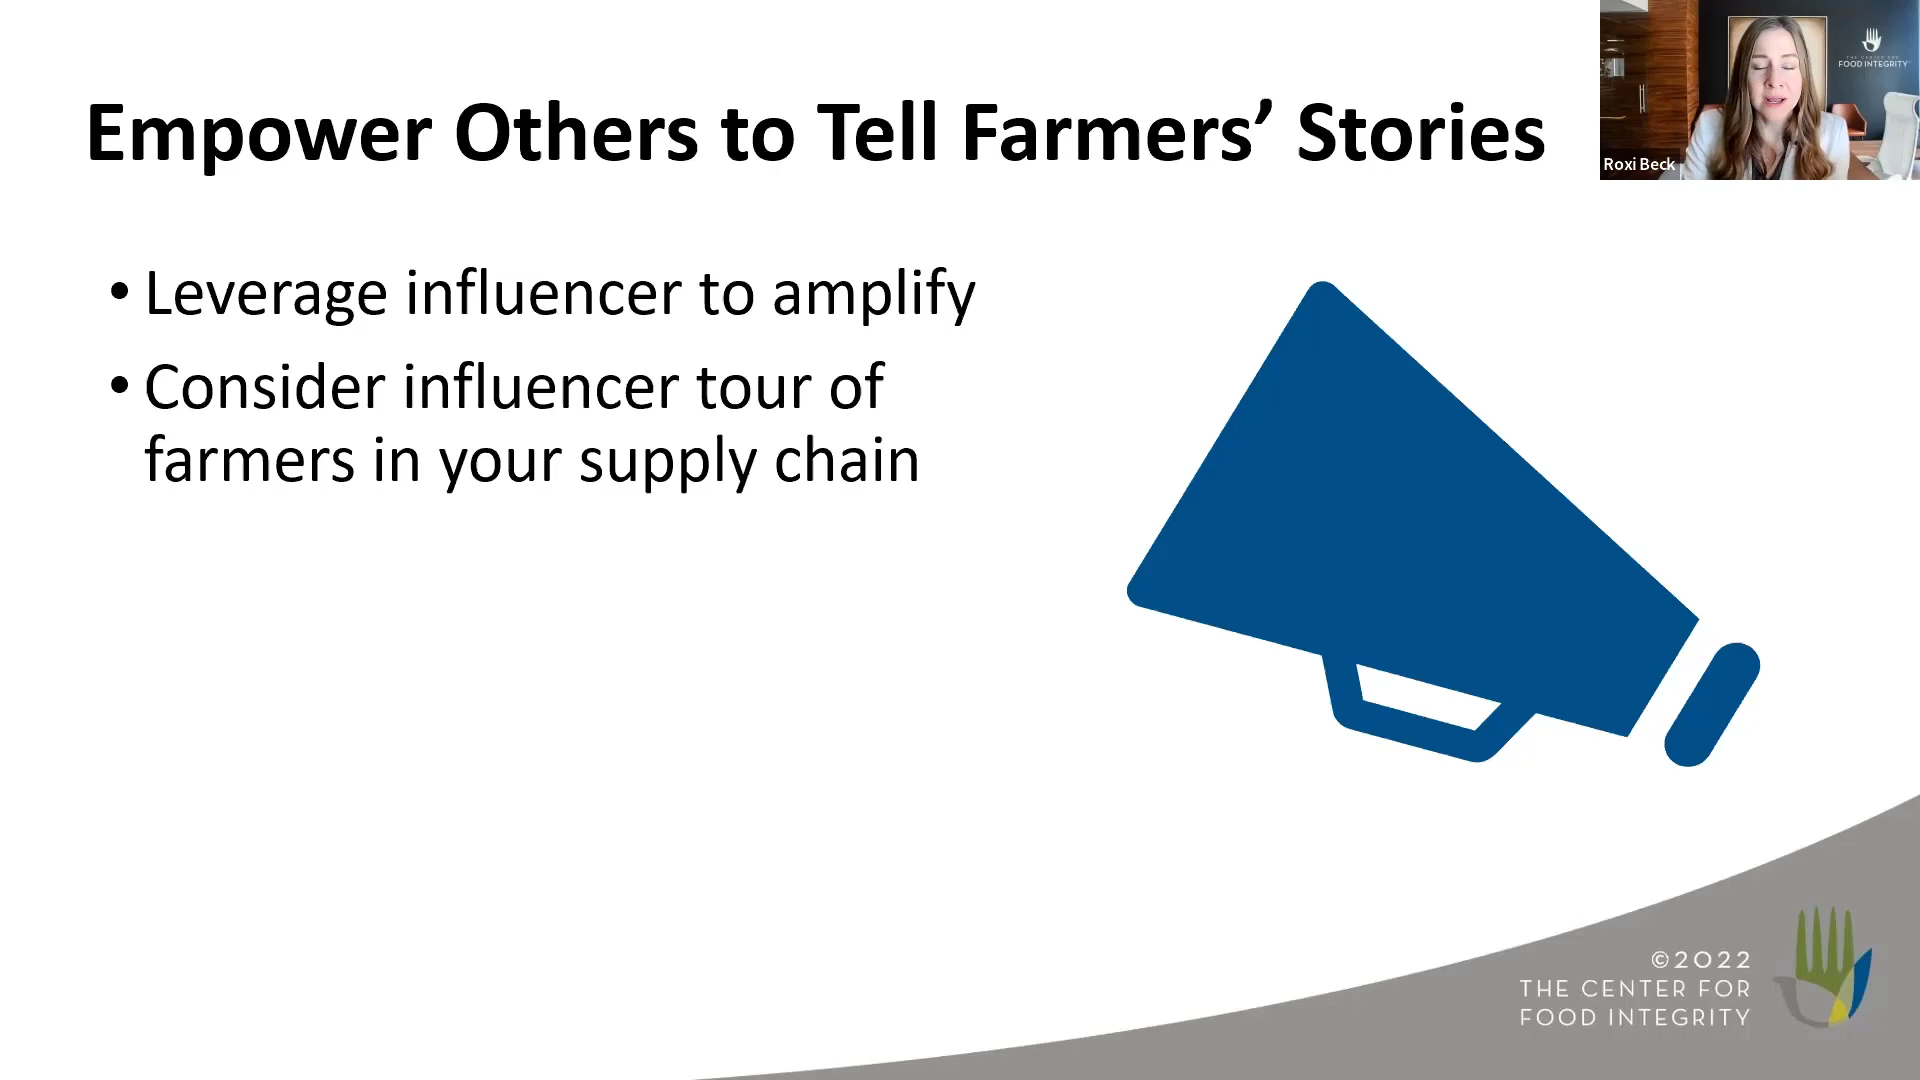 Empower Others to Tell Farmers’ Stories
• Leverage influencer to amplify
• Consider influencer tour of
farmers in your supply chain
FOOD INTEGRITY
Roxi Beck
©2022
THE CENTER FOR
FOOD INTEGRITY